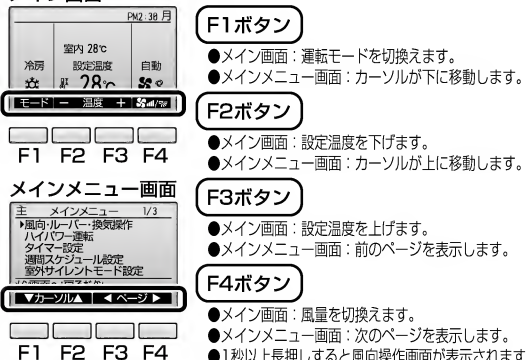 PM2:30 月
室内 28℃
冷房 設定温度 自動
28℃
モード − 温度 +
F1 F2 F3 F4
メインメニュー画面
主 メインメニュー 1/3
▶風向・ルーバー・換気操作
ハイパワー運転
タイマー設定
週間スケジュール設定
室外サイレントモード設定
▼カーソル▲ ◀ページ▶
F1 F2 F3 F4
F1ボタン
●メイン画面：運転モードを切換えます。
●メインメニュー画面：カーソルが下に移動します。
F2ボタン
●メイン画面：設定温度を下げます。
●メインメニュー画面：カーソルが上に移動します。
F3ボタン
●メイン画面：設定温度を上げます。
●メインメニュー画面：前のページを表示します。
F4ボタン
●メイン画面：風量を切換えます。
●メインメニュー画面：次のページを表示します。
●1秒以上長押しすると風向操作画面が表示されます